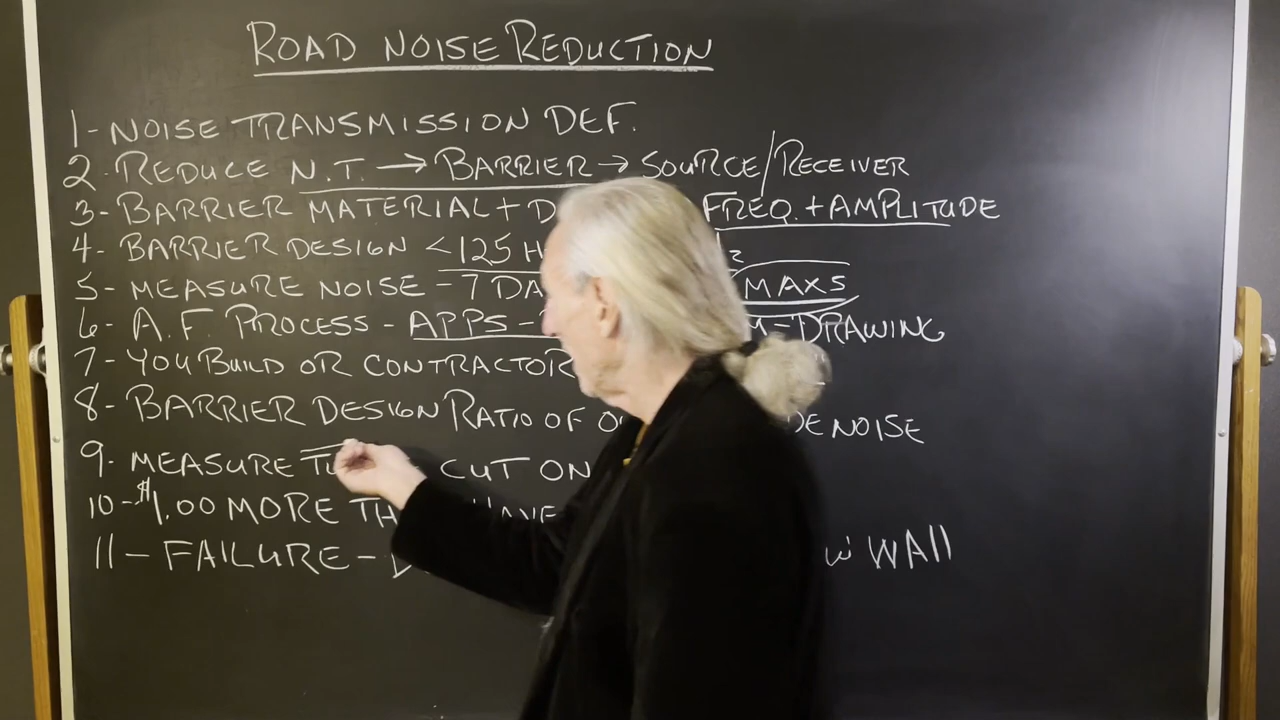 ROAD NOISE REDUCTION
1- NOISE TRANSMISSION DEF.
2- REDUCE N.T. → BARRIER → SOURCE/RECEIVER
3- BARRIER MATERIAL + FREQ. + AMPLITUDE
4- BARRIER DESIGN <125
5- MEASURE NOISE - 7 MAXS
6- A.F. PROCESS - APPS - DRAWING
7- YOU BUILD OR CONTRACTOR
8- BARRIER DESIGN RATIO OF NOISE
9- MEASURE CUT ON
10- $1.00 MORE
11- FAILURE - WALL